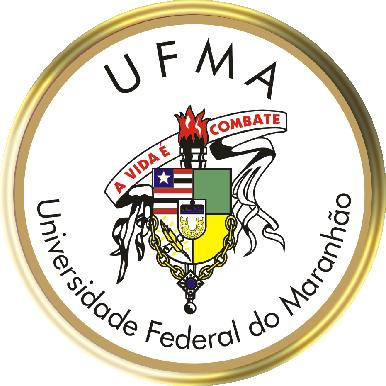 UFMA
A VIDA É COMBATE
Universidade Federal do Maranhão